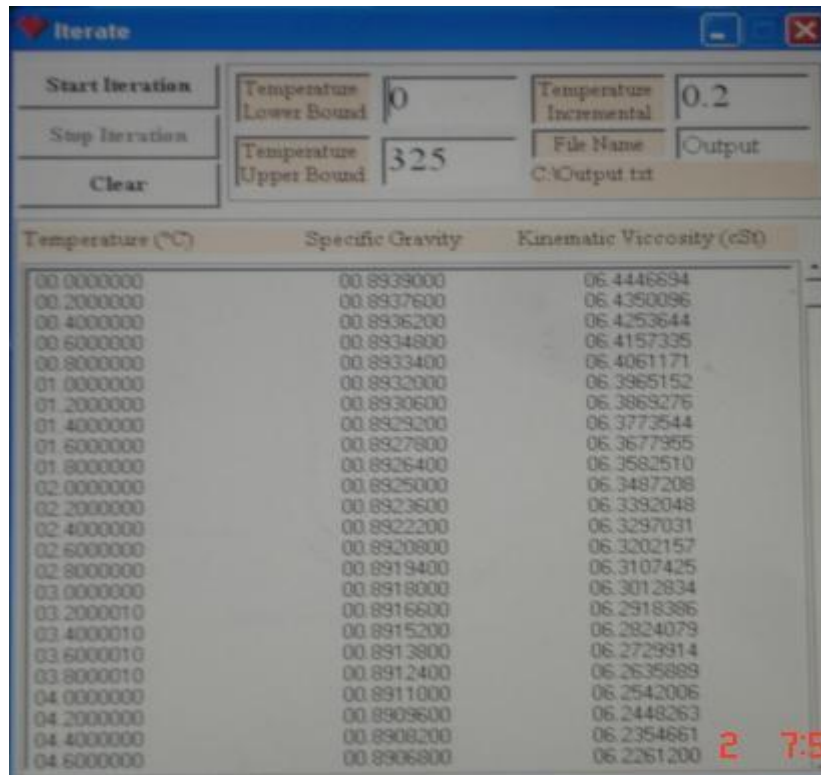 Iterate
Start Iteration
Stop Iteration
Clear
Temperature
Lower Bound
0
Temperature
Upper Bound
325
Temperature
Incremental
0.2
File Name
Output
C:\Output.txt
Temperature (°C) Specific Gravity Kinematic Viccosity (cSt)
00.0000000 00.8939000 06.4446694
00.2000000 00.8937600 06.4350096
00.4000000 00.8936200 06.4253644
00.6000000 00.8934800 06.4157335
00.8000000 00.8933400 06.4061171
01.0000000 00.8932000 06.3965152
01.2000000 00.8930600 06.3869276
01.4000000 00.8929200 06.3773544
01.6000000 00.8927800 06.3677955
01.8000000 00.8926400 06.3582510
02.0000000 00.8925000 06.3487208
02.2000000 00.8923600 06.3392048
02.4000000 00.8922200 06.3297031
02.6000000 00.8920800 06.3202157
02.8000000 00.8919400 06.3107425
03.0000000 00.8918000 06.3012834
03.2000010 00.8916600 06.2918386
03.4000010 00.8915200 06.2824079
03.6000010 00.8913800 06.2729914
03.8000010 00.8912400 06.2635889
04.0000000 00.8911000 06.2542006
04.2000000 00.8909600 06.2448263
04.4000000 00.8908200 06.2354661
04.6000000 00.8906800 06.2261200
2 7:5